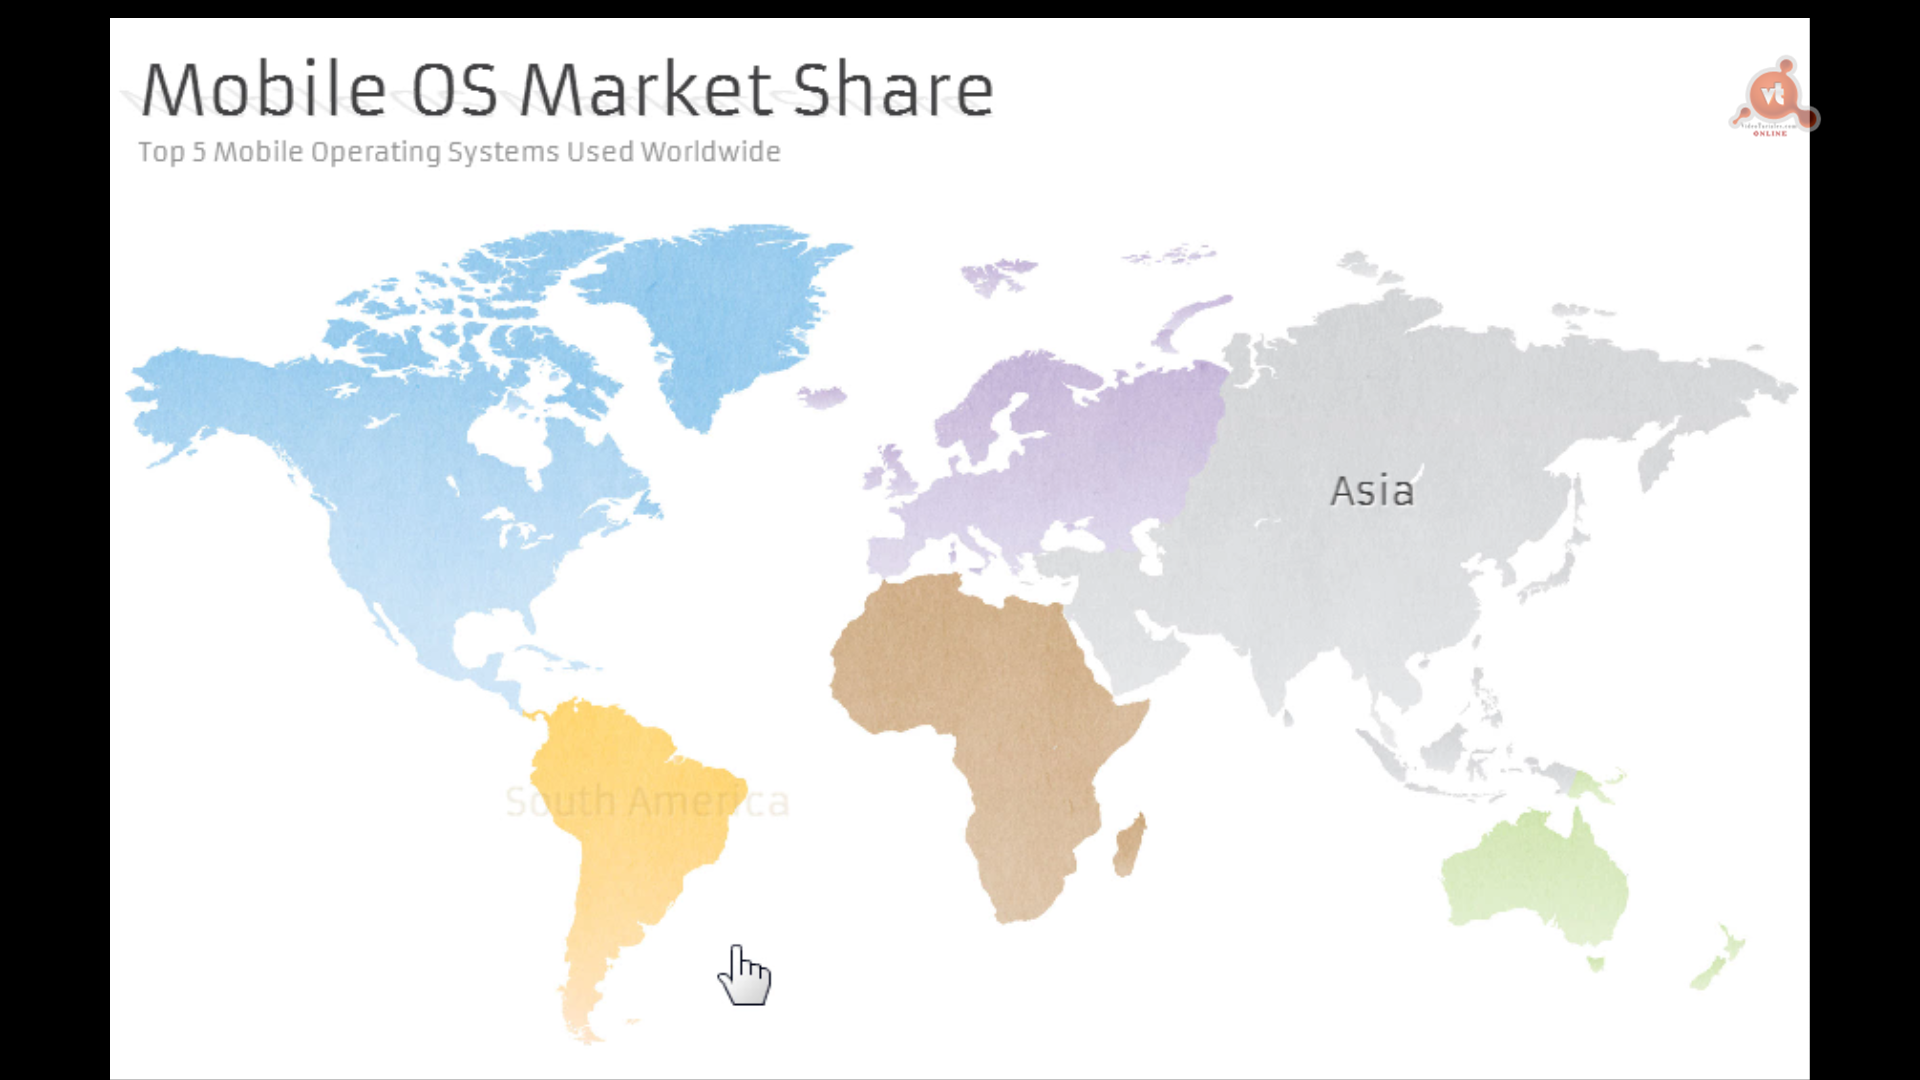 Mobile OS Market Share
Top 5 Mobile Operating Systems Used Worldwide
vt
ONLINE
Asia
South America